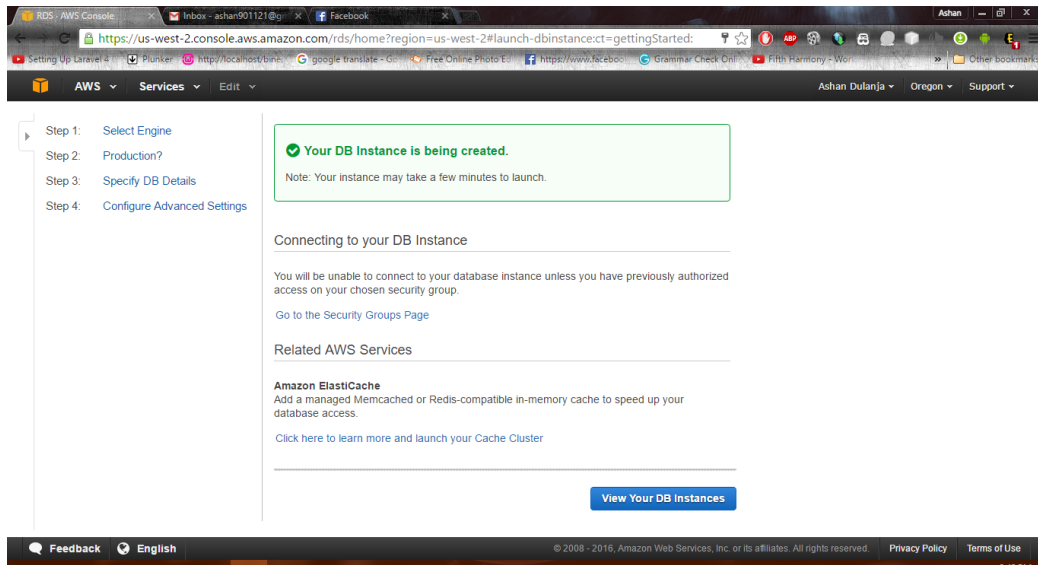 RDS · AWS Console
Inbox - ashan901121@g
Facebook
Ashan
https://us-west-2.console.aws.amazon.com/rds/home?region=us-west-2#launch-dbinstance:ct=gettingStarted:
Setting Up Laravel 4
Plunker
http://localhost/bine
google translate - Go
Free Online Photo Ed
https://www.faceboo
Grammar Check Onli
Fifth Harmony - Wor
»
Other bookmarks
AWS
Services
Edit
Ashan Dulanja
Oregon
Support
Step 1: Select Engine
Step 2: Production?
Step 3: Specify DB Details
Step 4: Configure Advanced Settings
Your DB Instance is being created.
Note: Your instance may take a few minutes to launch.
Connecting to your DB Instance
You will be unable to connect to your database instance unless you have previously authorized
access on your chosen security group.
Go to the Security Groups Page
Related AWS Services
Amazon ElastiCache
Add a managed Memcached or Redis-compatible in-memory cache to speed up your
database access.
Click here to learn more and launch your Cache Cluster
View Your DB Instances
Feedback
English
© 2008 - 2016, Amazon Web Services, Inc. or its affiliates. All rights reserved.
Privacy Policy
Terms of Use